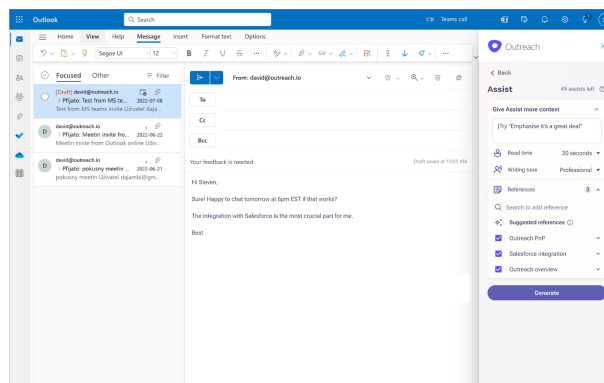 Outlook
Search
Teams call
Home View Help Message Insert Format text Options
Segoe UI 12 B I U
Focused Other Filter
[Draft] david@outreach.io
Přijato: Test from MS te... 2022-07-08
Test from MS teams invite Uživatel daja...
D
david@outreach.io
Přijato: Meetin invite fro... 2022-06-22
Meetin invite from Outlook online Uživ...
D
david@outreach.io
Přijato: pokusny meetin ... 2022-06-21
pokusny meetin Uživatel dajambi@gm...
From: david@outreach.io
To
Cc
Bcc
Your feedback is needed Draft saved at 10:01 AM
Hi Steven,
Sure! Happy to chat tomorrow at 6pm EST if that works?
The integration with Salesforce is the most crucial part for me.
Best
Outreach
Back
Assist 49 assists left
Give Assist more context
Try "Emphasise it's a great deal"
Read time 20 seconds
Writing tone Professional
References 3
Search to add reference
Suggested references
Outreach PnP
Salesforce integration
Outreach overview
Generate